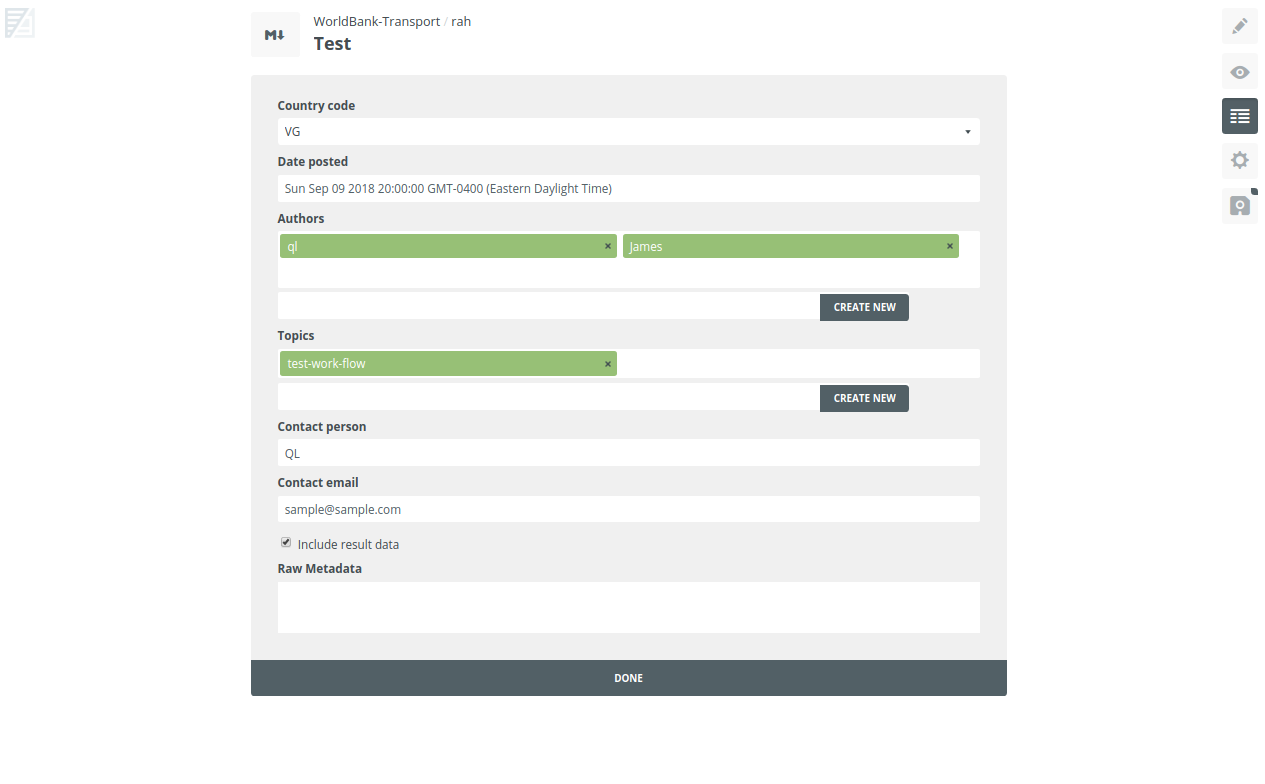 M↓
WorldBank-Transport / rah
Test
Country code
VG
Date posted
Sun Sep 09 2018 20:00:00 GMT-0400 (Eastern Daylight Time)
Authors
ql × James ×
CREATE NEW
Topics
test-work-flow ×
CREATE NEW
Contact person
QL
Contact email
sample@sample.com
Include result data
Raw Metadata
DONE